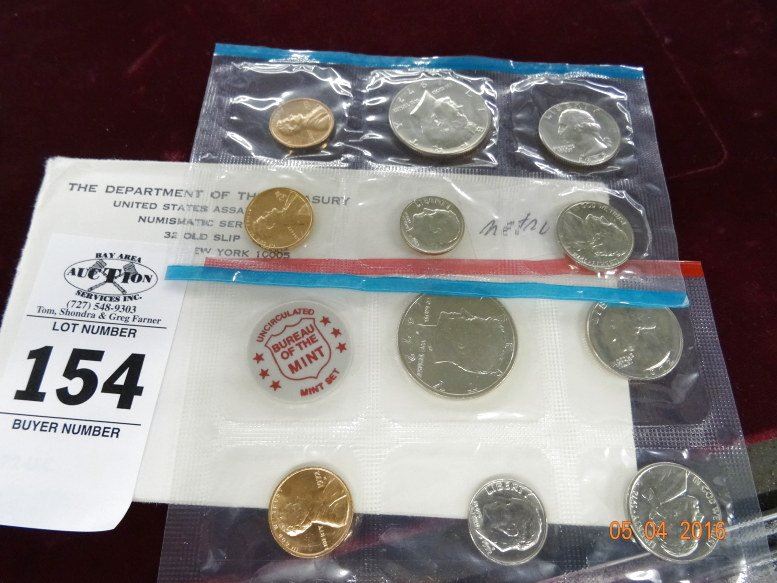 THE DEPARTMENT OF THE TREASURY
UNITED STATES ASSA
NUMISMATIC SER
32 OLD SLIP
EW YORK 10005
BAY AREA
AUCTION
SERVICES INC.
(727) 548-9303
Tom, Shondra & Greg Farner
LOT NUMBER
154
BUYER NUMBER
UNCIRCULATED
BUREAU
OF THE
MINT
MINT SET
LIBERTY
LIBERTY
1972
IN GOD
05 04 2016